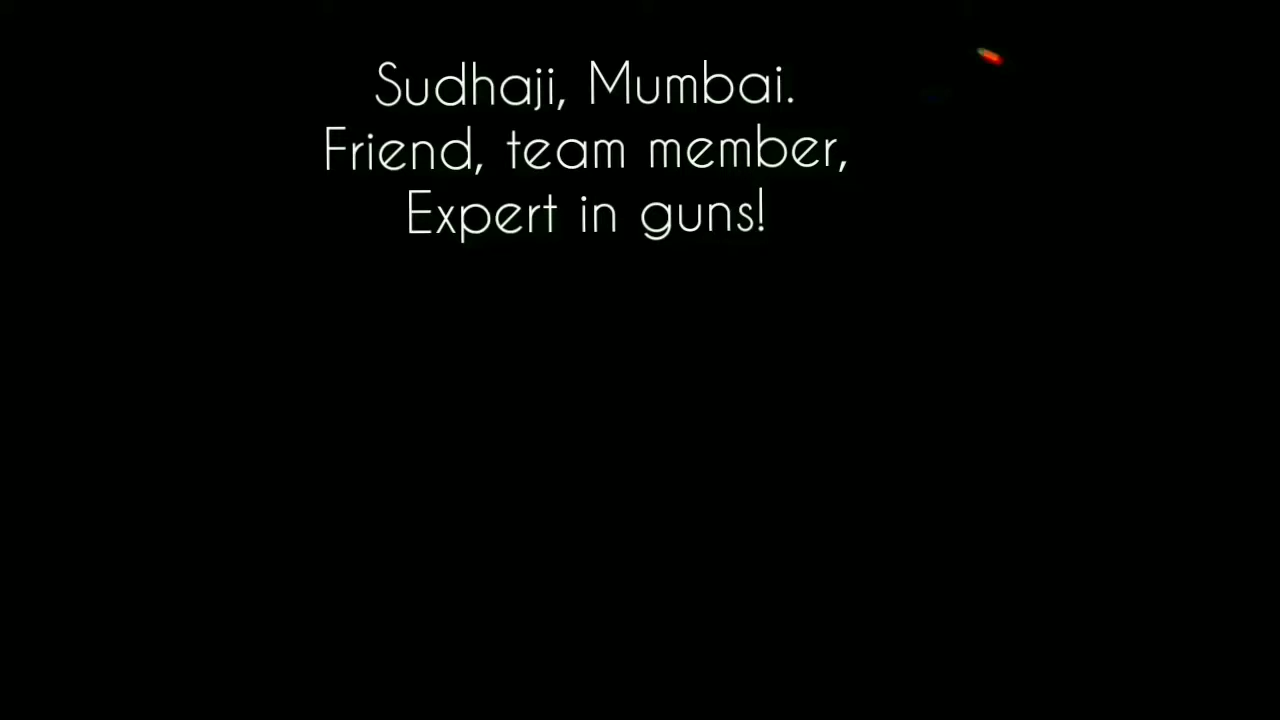 Sudhaji, Mumbai.
Friend, team member,
Expert in guns!